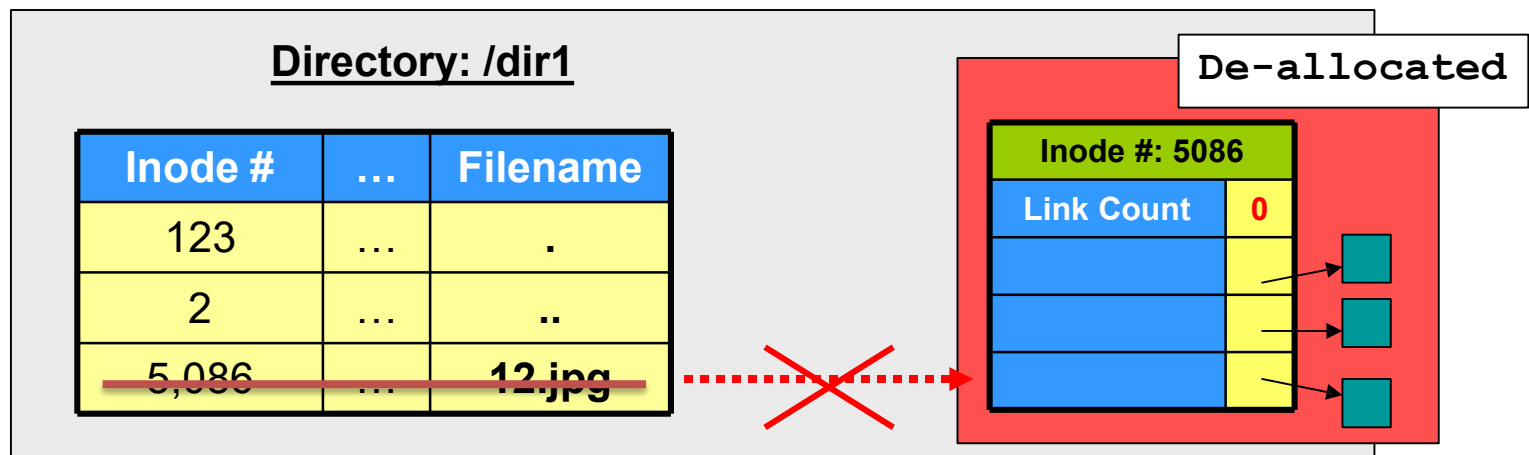 Directory: /dir1
De-allocated
Inode # … Filename
123 … .
2 … ..
5,086 … 12.jpg
Inode #: 5086
Link Count 0